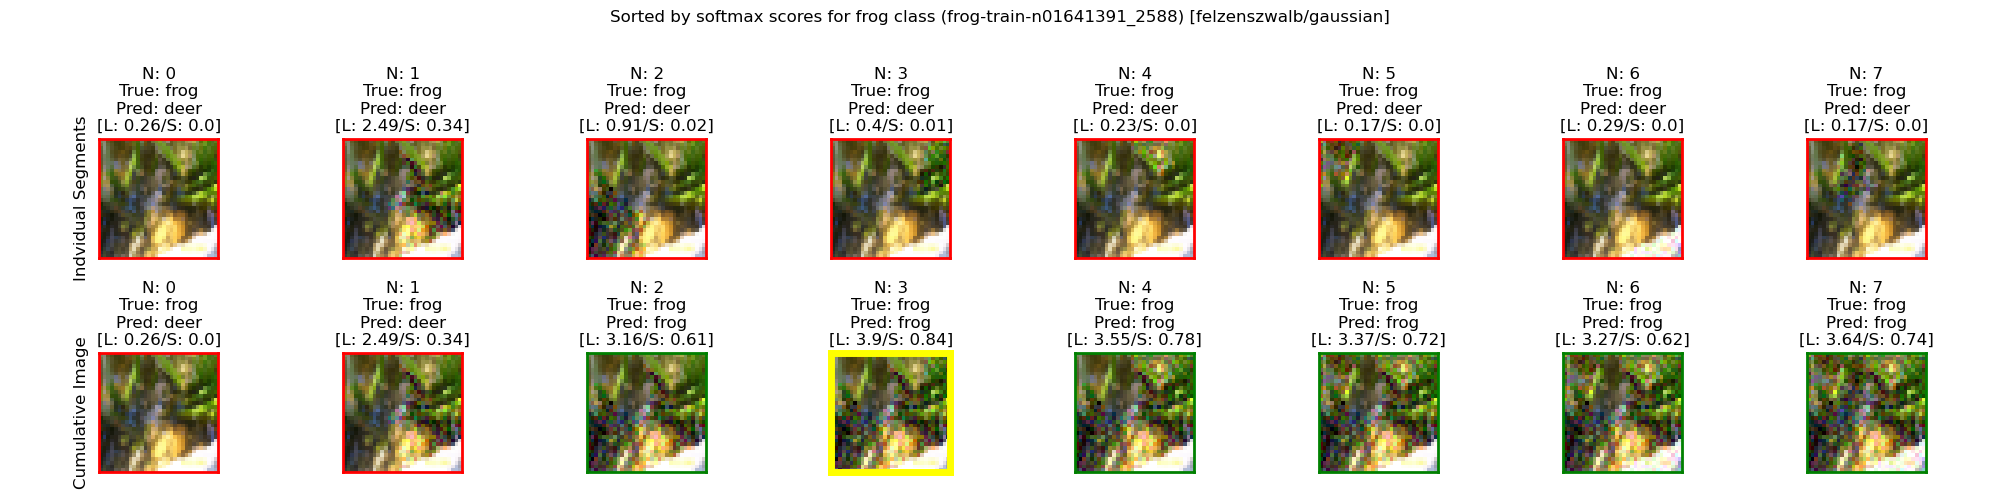 Sorted by softmax scores for frog class (frog-train-n01641391_2588) [felzenszwalb/gaussian]
Individual Segments
N: 0
True: frog
Pred: deer
[L: 0.26/S: 0.0]
N: 1
True: frog
Pred: deer
[L: 2.49/S: 0.34]
N: 2
True: frog
Pred: deer
[L: 0.91/S: 0.02]
N: 3
True: frog
Pred: deer
[L: 0.4/S: 0.01]
N: 4
True: frog
Pred: deer
[L: 0.23/S: 0.0]
N: 5
True: frog
Pred: deer
[L: 0.17/S: 0.0]
N: 6
True: frog
Pred: deer
[L: 0.29/S: 0.0]
N: 7
True: frog
Pred: deer
[L: 0.17/S: 0.0]
Cumulative Image
N: 0
True: frog
Pred: deer
[L: 0.26/S: 0.0]
N: 1
True: frog
Pred: deer
[L: 2.49/S: 0.34]
N: 2
True: frog
Pred: frog
[L: 3.16/S: 0.61]
N: 3
True: frog
Pred: frog
[L: 3.9/S: 0.84]
N: 4
True: frog
Pred: frog
[L: 3.55/S: 0.78]
N: 5
True: frog
Pred: frog
[L: 3.37/S: 0.72]
N: 6
True: frog
Pred: frog
[L: 3.27/S: 0.62]
N: 7
True: frog
Pred: frog
[L: 3.64/S: 0.74]